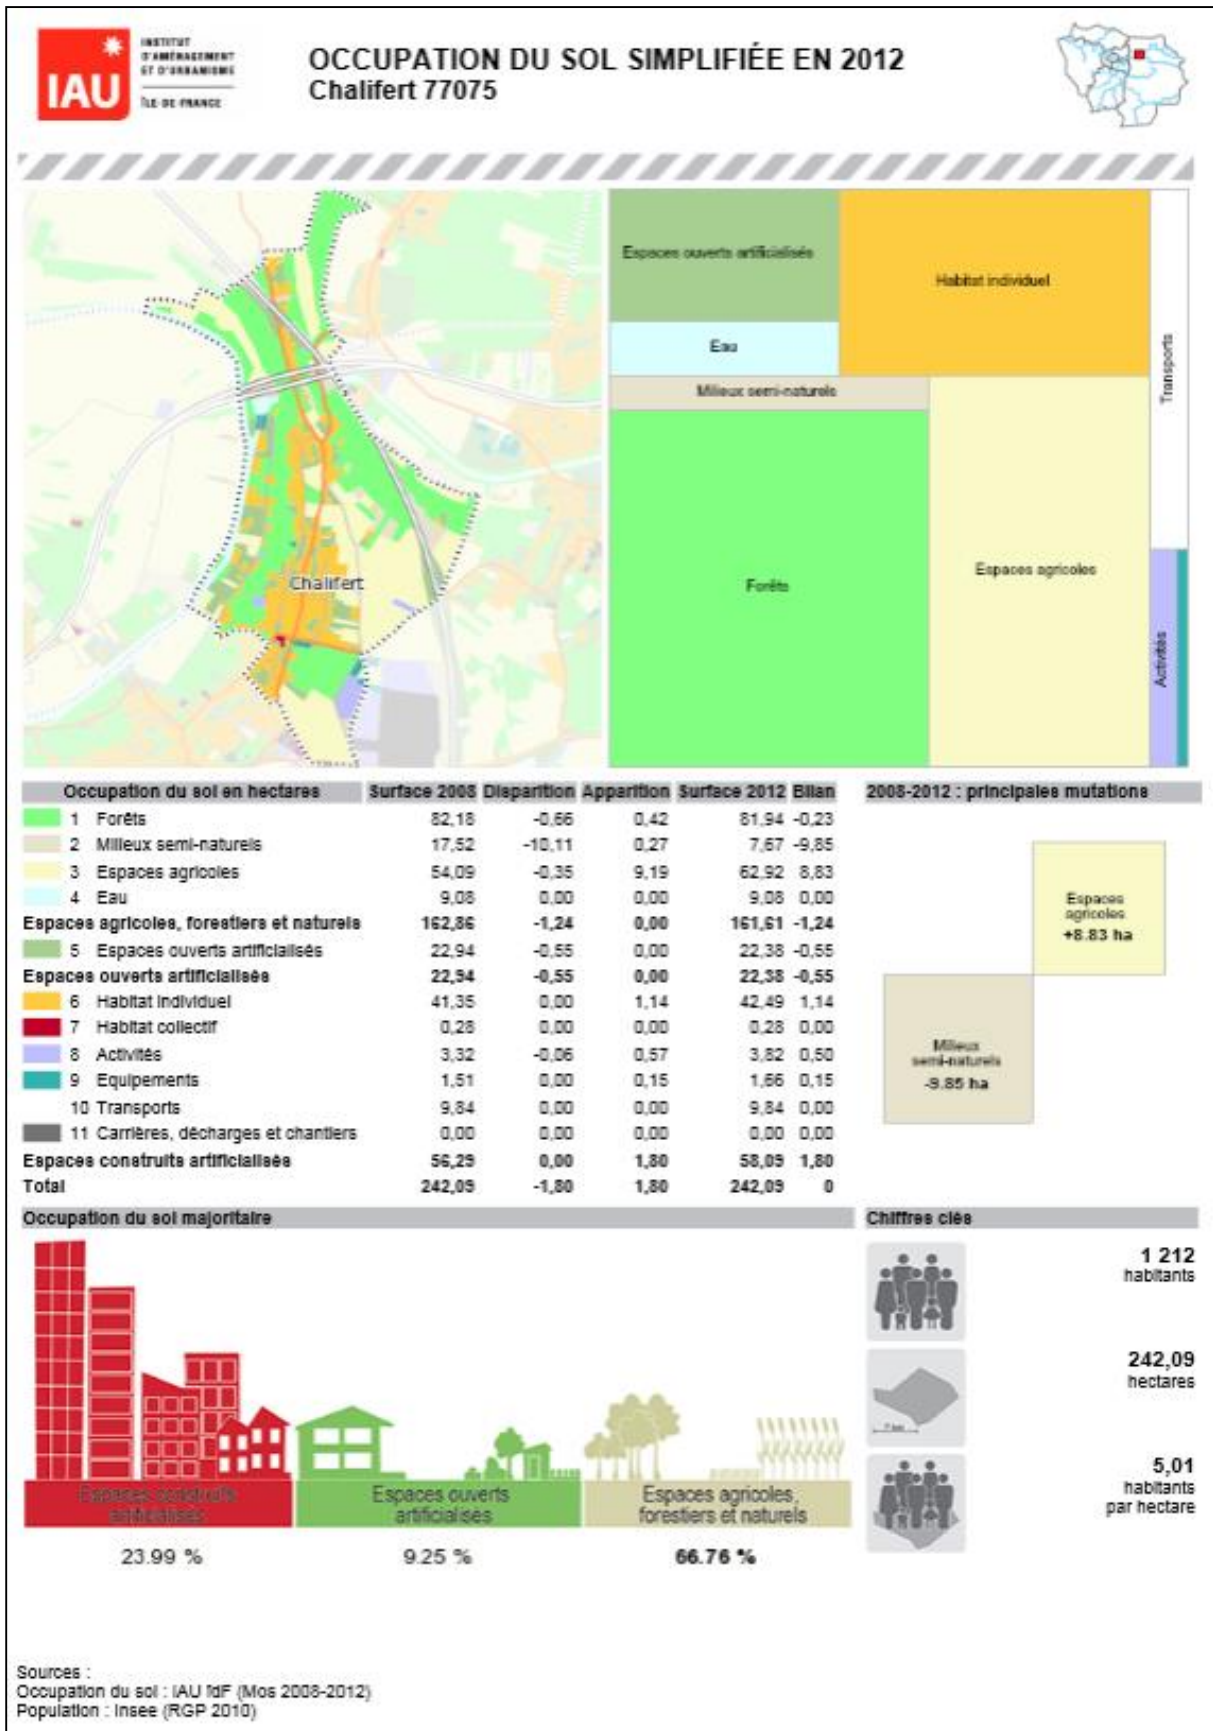 IAU
INSTITUT
D'AMÉNAGEMENT
ET D'URBANISME
ÎLE-DE-FRANCE
OCCUPATION DU SOL SIMPLIFIÉE EN 2012
Chalifert 77075
Chalifert
Espaces ouverts artificialisés
Habitat individuel
Eau
Milieux semi-naturels
Transports
Forêts
Espaces agricoles
Activités
Occupation du sol en hectares Surface 2008 Disparition Apparition Surface 2012 Bilan
1 Forêts 82,18 -0,66 0,42 81,94 -0,23
2 Milieux semi-naturels 17,52 -10,11 0,27 7,67 -9,85
3 Espaces agricoles 54,09 -0,35 9,19 62,92 8,83
4 Eau 9,08 0,00 0,00 9,08 0,00
Espaces agricoles, forestiers et naturels 162,86 -1,24 0,00 161,61 -1,24
5 Espaces ouverts artificialisés 22,94 -0,55 0,00 22,38 -0,55
Espaces ouverts artificialisés 22,94 -0,55 0,00 22,38 -0,55
6 Habitat individuel 41,35 0,00 1,14 42,49 1,14
7 Habitat collectif 0,28 0,00 0,00 0,28 0,00
8 Activités 3,32 -0,06 0,57 3,82 0,50
9 Equipements 1,51 0,00 0,15 1,66 0,15
10 Transports 9,84 0,00 0,00 9,84 0,00
11 Carrières, décharges et chantiers 0,00 0,00 0,00 0,00 0,00
Espaces construits artificialisés 56,29 0,00 1,80 58,09 1,80
Total 242,09 -1,80 1,80 242,09 0
2008-2012 : principales mutations
Espaces
agricoles
+8.83 ha
Milieux
semi-naturels
-9.85 ha
Occupation du sol majoritaire
Espaces construits
artificialisés
23.99 %
Espaces ouverts
artificialisés
9.25 %
Espaces agricoles,
forestiers et naturels
66.76 %
Chiffres clés
1 212
habitants
242,09
hectares
5,01
habitants
par hectare
Sources :
Occupation du sol : IAU îdF (Mos 2008-2012)
Population : Insee (RGP 2010)